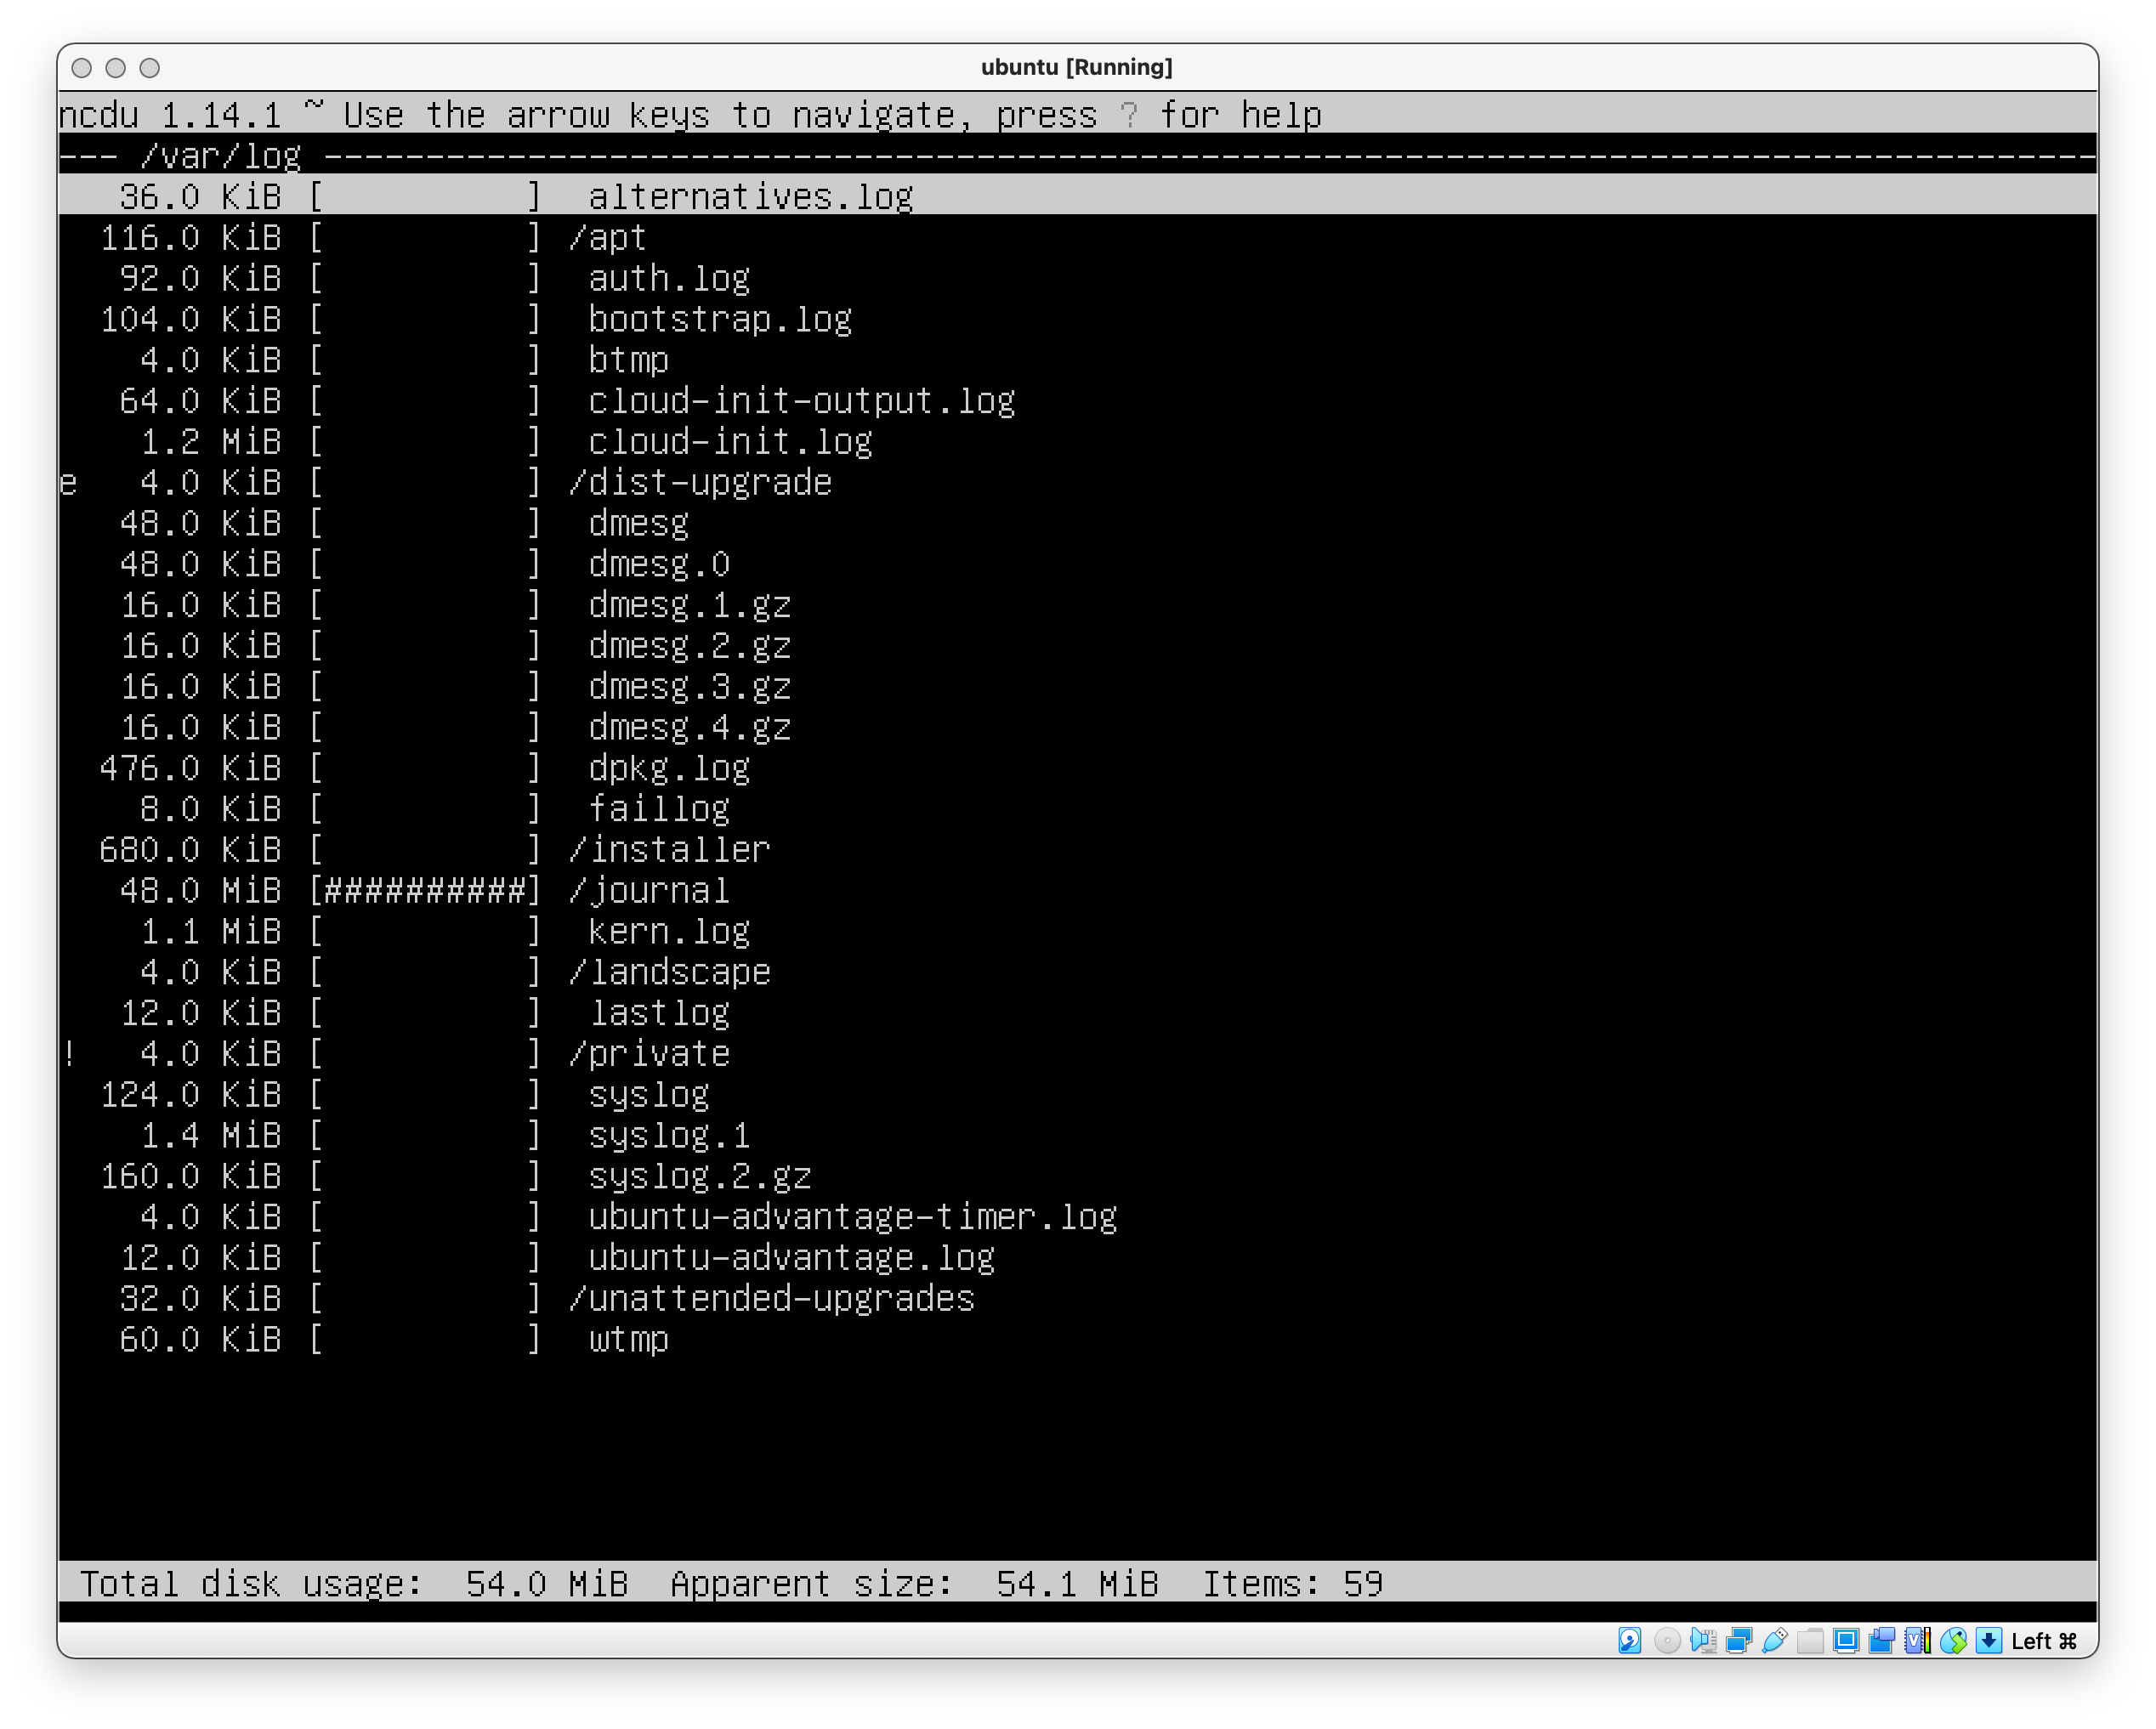 ubuntu [Running]
ncdu 1.14.1 ~ Use the arrow keys to navigate, press ? for help
--- /var/log ----------------------------------------------------------------------------------------
   36.0 KiB [          ]  alternatives.log
  116.0 KiB [          ] /apt
   92.0 KiB [          ]  auth.log
  104.0 KiB [          ]  bootstrap.log
    4.0 KiB [          ]  btmp
   64.0 KiB [          ]  cloud-init-output.log
    1.2 MiB [          ]  cloud-init.log
e   4.0 KiB [          ] /dist-upgrade
   48.0 KiB [          ]  dmesg
   48.0 KiB [          ]  dmesg.0
   16.0 KiB [          ]  dmesg.1.gz
   16.0 KiB [          ]  dmesg.2.gz
   16.0 KiB [          ]  dmesg.3.gz
   16.0 KiB [          ]  dmesg.4.gz
  476.0 KiB [          ]  dpkg.log
    8.0 KiB [          ]  faillog
  680.0 KiB [          ] /installer
   48.0 MiB [##########] /journal
    1.1 MiB [          ]  kern.log
    4.0 KiB [          ] /landscape
   12.0 KiB [          ]  lastlog
!   4.0 KiB [          ] /private
  124.0 KiB [          ]  syslog
    1.4 MiB [          ]  syslog.1
  160.0 KiB [          ]  syslog.2.gz
    4.0 KiB [          ]  ubuntu-advantage-timer.log
   12.0 KiB [          ]  ubuntu-advantage.log
   32.0 KiB [          ] /unattended-upgrades
   60.0 KiB [          ]  wtmp
 Total disk usage:  54.0 MiB  Apparent size:  54.1 MiB  Items: 59
Left ⌘